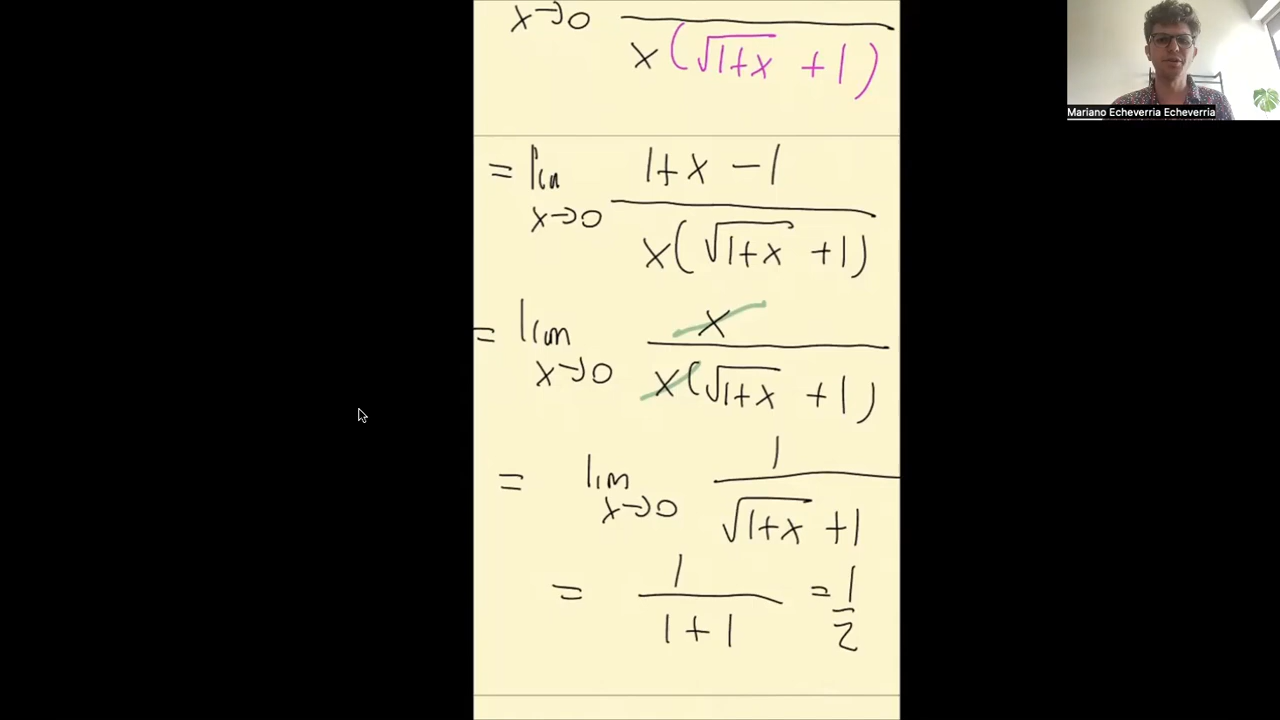 x→0 x(√1+x + 1)
Mariano Echeverria Echeverria
= lim x→0 (1+x −1) / (x(√1+x +1))
= lim x→0 x / (x(√1+x +1))
= lim x→0 1 / (√1+x +1)
= 1 / (1+1) = 1/2